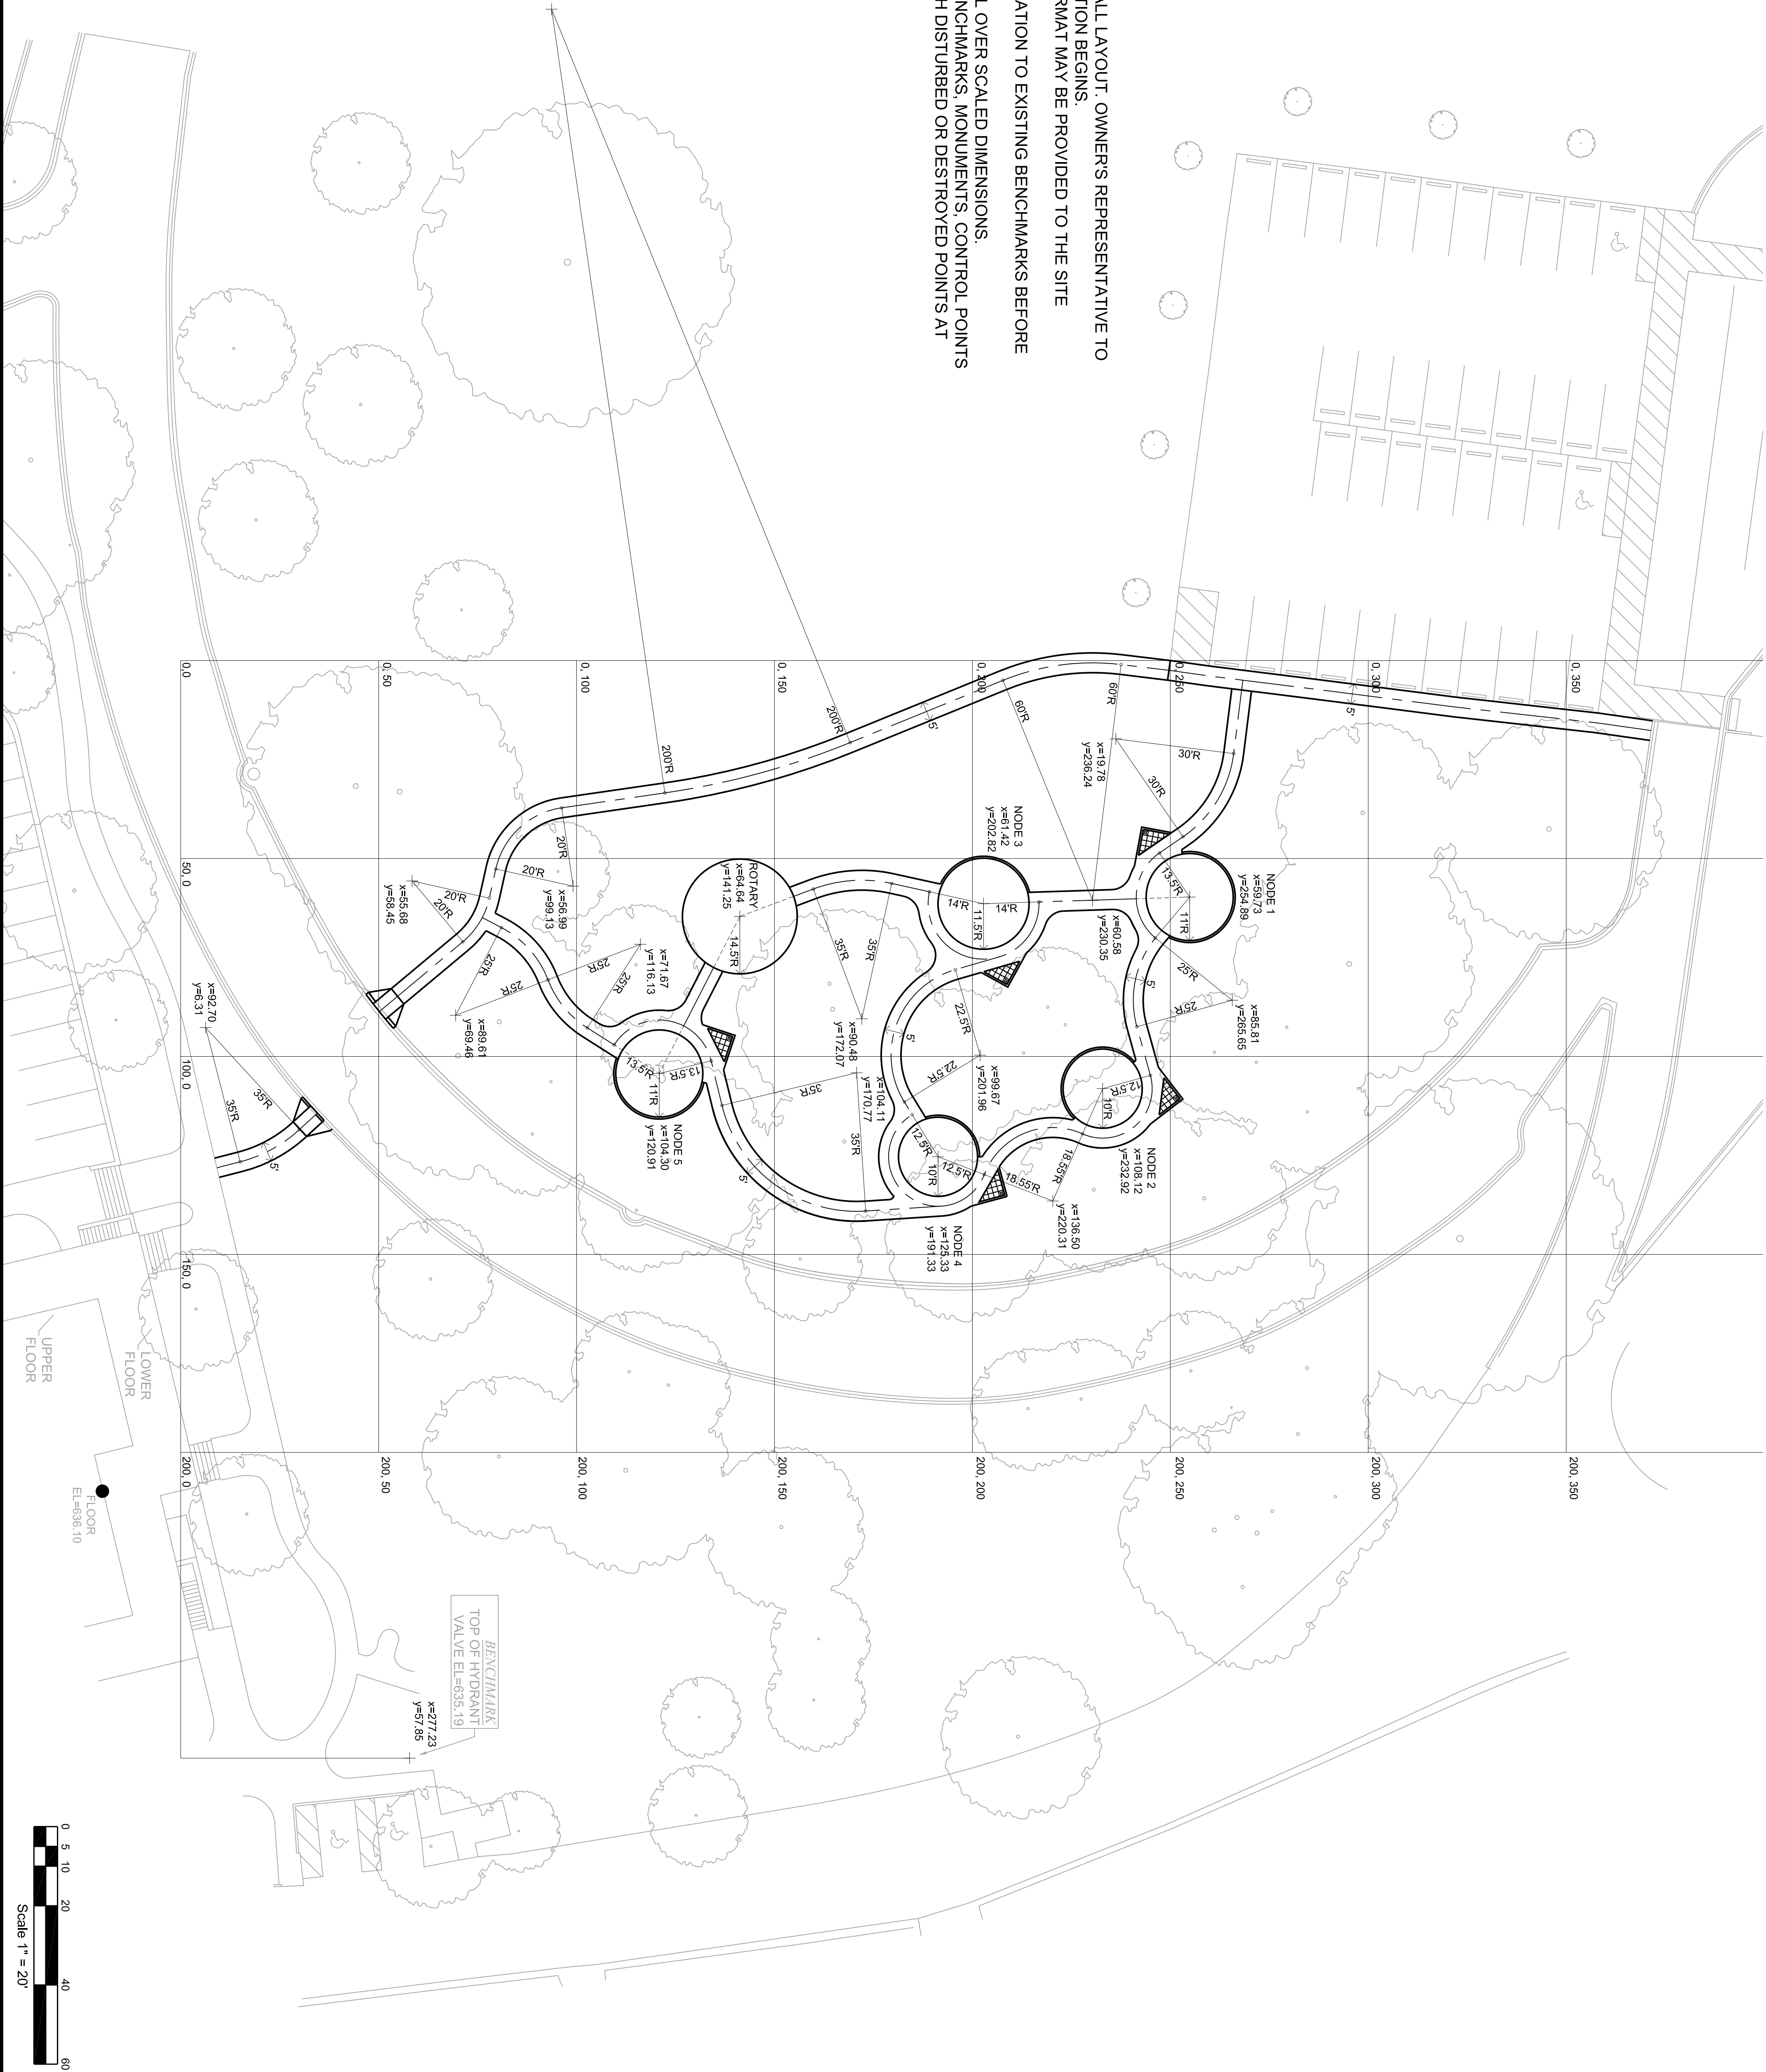 ALL LAYOUT. OWNER'S REPRESENTATIVE TO
TION BEGINS.
RMAT MAY BE PROVIDED TO THE SITE
ATION TO EXISTING BENCHMARKS BEFORE
L OVER SCALED DIMENSIONS.
NCHMARKS, MONUMENTS, CONTROL POINTS
H DISTURBED OR DESTROYED POINTS AT
0, 350
0, 300
0, 250
0, 200
0, 150
0, 100
0, 50
0,0
50, 0
100, 0
150, 0
200, 0
200, 50
200, 100
200, 150
200, 200
200, 250
200, 300
200, 350
5'
60'R
60'R
5'
200'R
200'R
30'R
30'R
x=19.78
y=236.24
NODE 1
x=59.73
y=254.89
13.5'R
11'R
NODE 3
x=61.42
y=202.82
14'R
14'R
11.5'R
x=60.58
y=230.35
25'R
25'R
x=85.81
y=265.65
5'
NODE 2
x=108.12
y=232.92
12.5'R
10'R
18.55'R
18.55'R
x=136.50
y=220.31
NODE 4
x=125.33
y=191.33
12.5'R
12.5'R
10'R
22.5'R
22.5'R
x=99.67
y=201.96
5'
ROTARY
x=64.64
y=141.25
14.5'R
35'R
35'R
x=90.48
y=172.07
x=104.11
y=170.77
35'R
35'R
5'
NODE 5
x=104.30
y=120.91
13.5'R
13.5'R
11'R
20'R
20'R
x=56.99
y=99.13
20'R
20'R
x=55.68
y=58.45
25'R
25'R
25'R
25'R
x=71.67
y=116.13
x=89.61
y=69.46
x=92.70
y=6.31
35'R
35'R
5'
UPPER
FLOOR
LOWER
FLOOR
FLOOR
EL=636.10
BENCHMARK
TOP OF HYDRANT
VALVE EL=635.19
x=277.23
y=57.85
0 5 10 20 40 60
Scale 1" = 20'